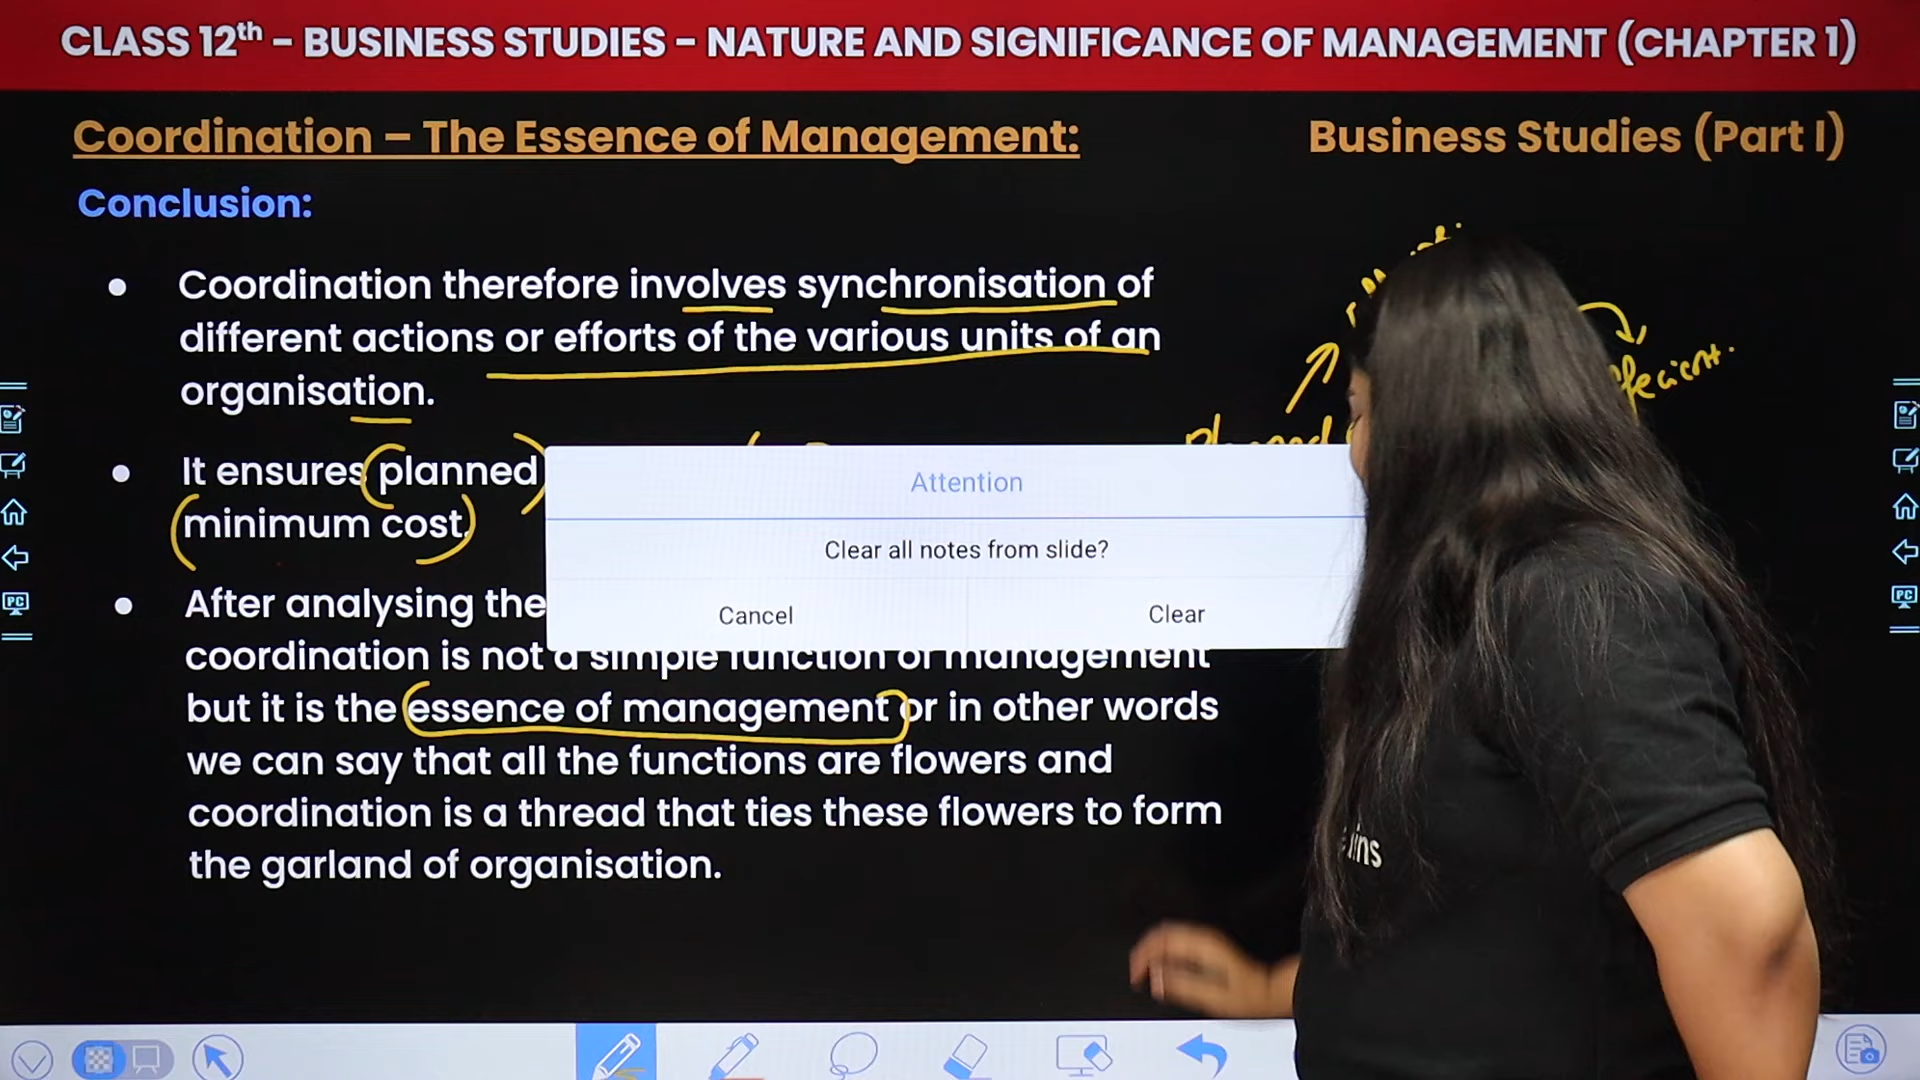 CLASS 12th - BUSINESS STUDIES - NATURE AND SIGNIFICANCE OF MANAGEMENT (CHAPTER 1)
Coordination – The Essence of Management:
Business Studies (Part I)
Conclusion:
• Coordination therefore involves synchronisation of
different actions or efforts of the various units of an
organisation.
• It ensures planned
minimum cost.
• After analysing the
coordination is not a simple function of management
but it is the essence of management or in other words
we can say that all the functions are flowers and
coordination is a thread that ties these flowers to form
the garland of organisation.
Planned
Attention
Clear all notes from slide?
Cancel
Clear
PC
PC